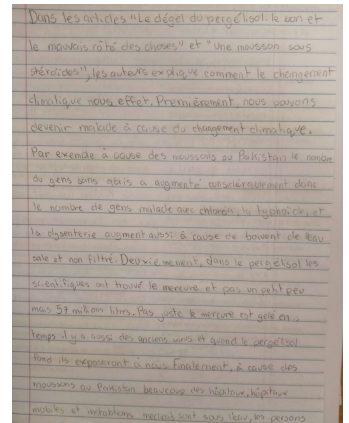 Dans les articles "Le dégel du pergélisol: le bon et
le mauvais côté des choses" et "Une mousson sous
stéroïdes", les auteurs explique comment le changement
climatique nous effet. Premièrement, nous pouvons
devenir malade à cause du changement climatique.
Par exemple à cause des moussons au Pakistan le nombre
du gens sans abris a augmenté considérablement donc
le nombre de gens malade avec choléra, la typhoïde, et
la dysenterie augment aussi à cause de boivent de l'eau
sale et non filtré. Deuxièmement, dans le pergélisol les
scientifiques ont trouvé le mercure et pas un petit peu
mais 57 millions litres. Pas juste le mercure est gelé en
temps il y a aussi des anciens virus et quand le pergélisol
fond ils exposeront à nous. Finalement, à cause des
moussons au Pakistan beaucoup des hôpitaux, hôpitaux
mobiles et sont sous l'eau, les persons